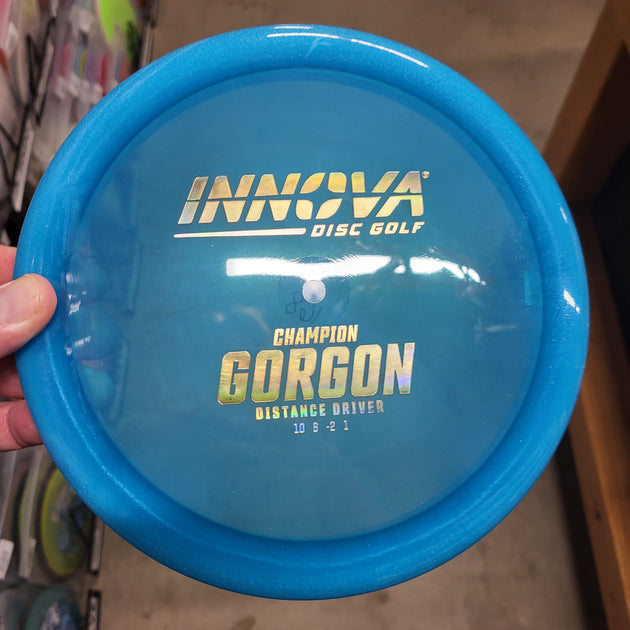 INNOVA®
DISC GOLF
CHAMPION
GORGON
DISTANCE DRIVER
10 6 -2 1